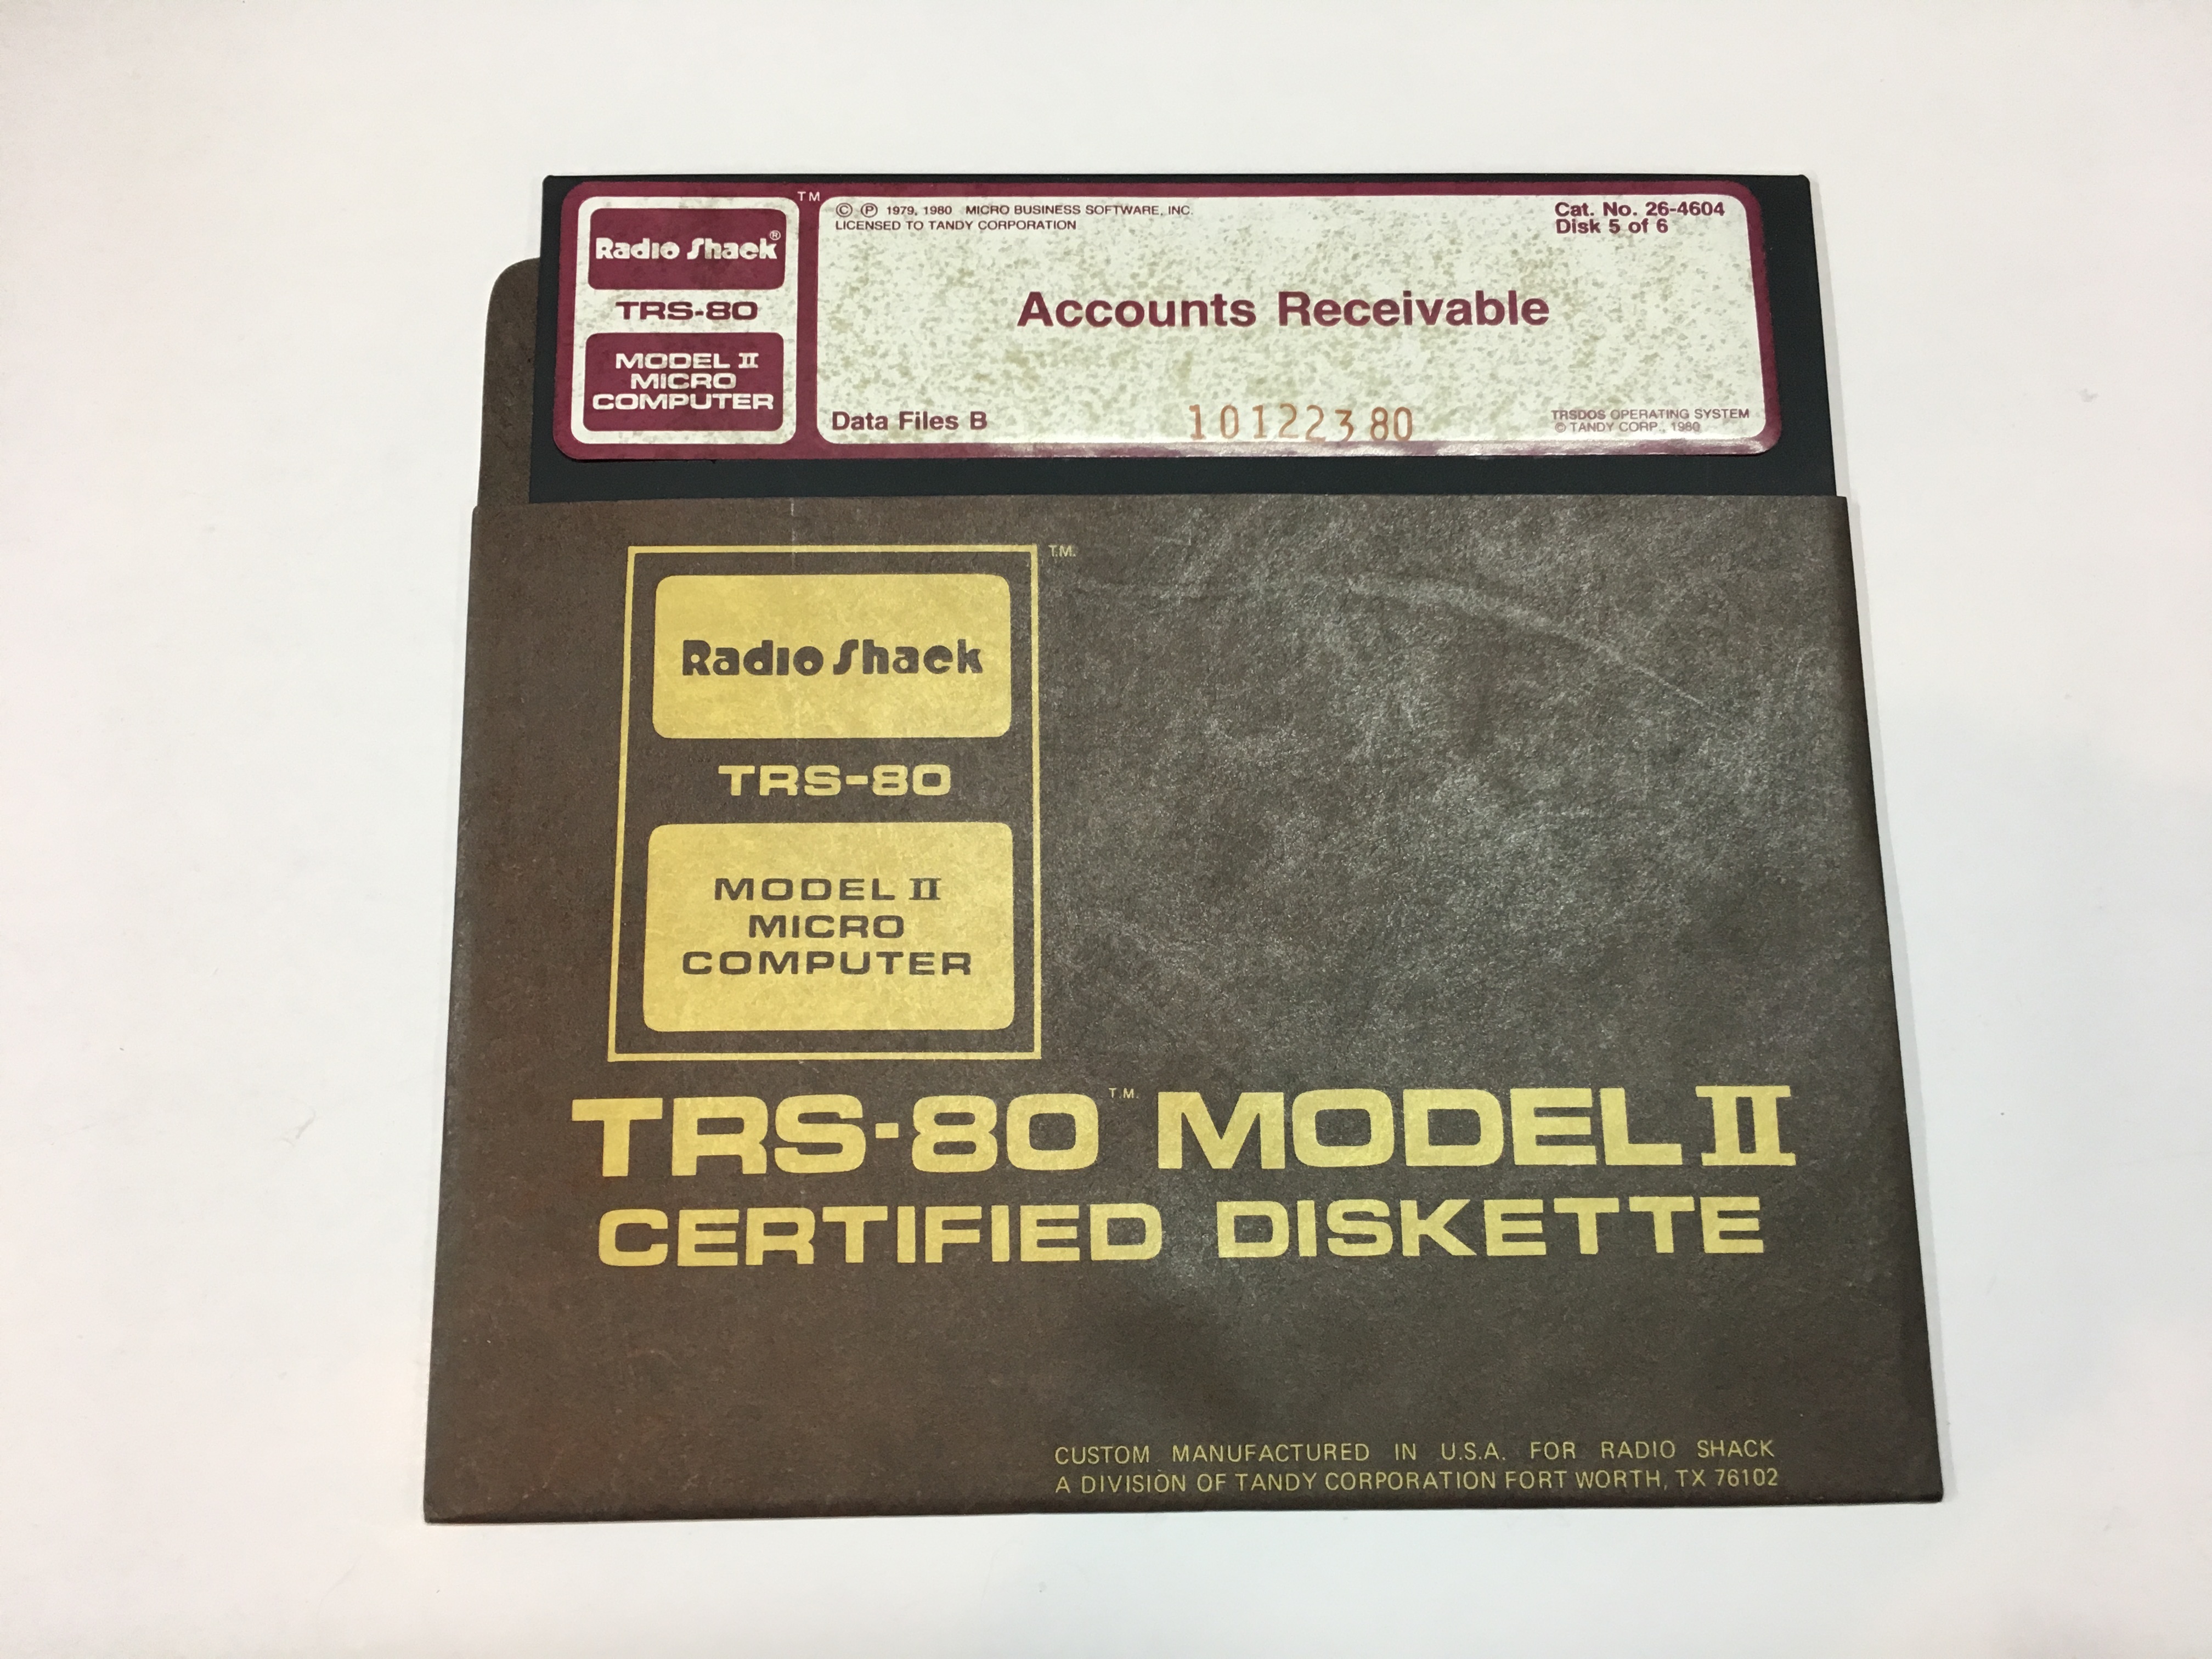 TM
Radio Shack®
TRS-80
MODEL II
MICRO
COMPUTER
© ℗ 1979, 1980 MICRO BUSINESS SOFTWARE, INC.
LICENSED TO TANDY CORPORATION
Cat. No. 26-4604
Disk 5 of 6
Accounts Receivable
Data Files B
10122380
TRSDOS OPERATING SYSTEM
© TANDY CORP., 1980
T.M.
Radio Shack
TRS-80
MODEL II
MICRO
COMPUTER
TRS-80 T.M. MODEL II
CERTIFIED DISKETTE
CUSTOM MANUFACTURED IN U.S.A. FOR RADIO SHACK
A DIVISION OF TANDY CORPORATION FORT WORTH, TX 76102